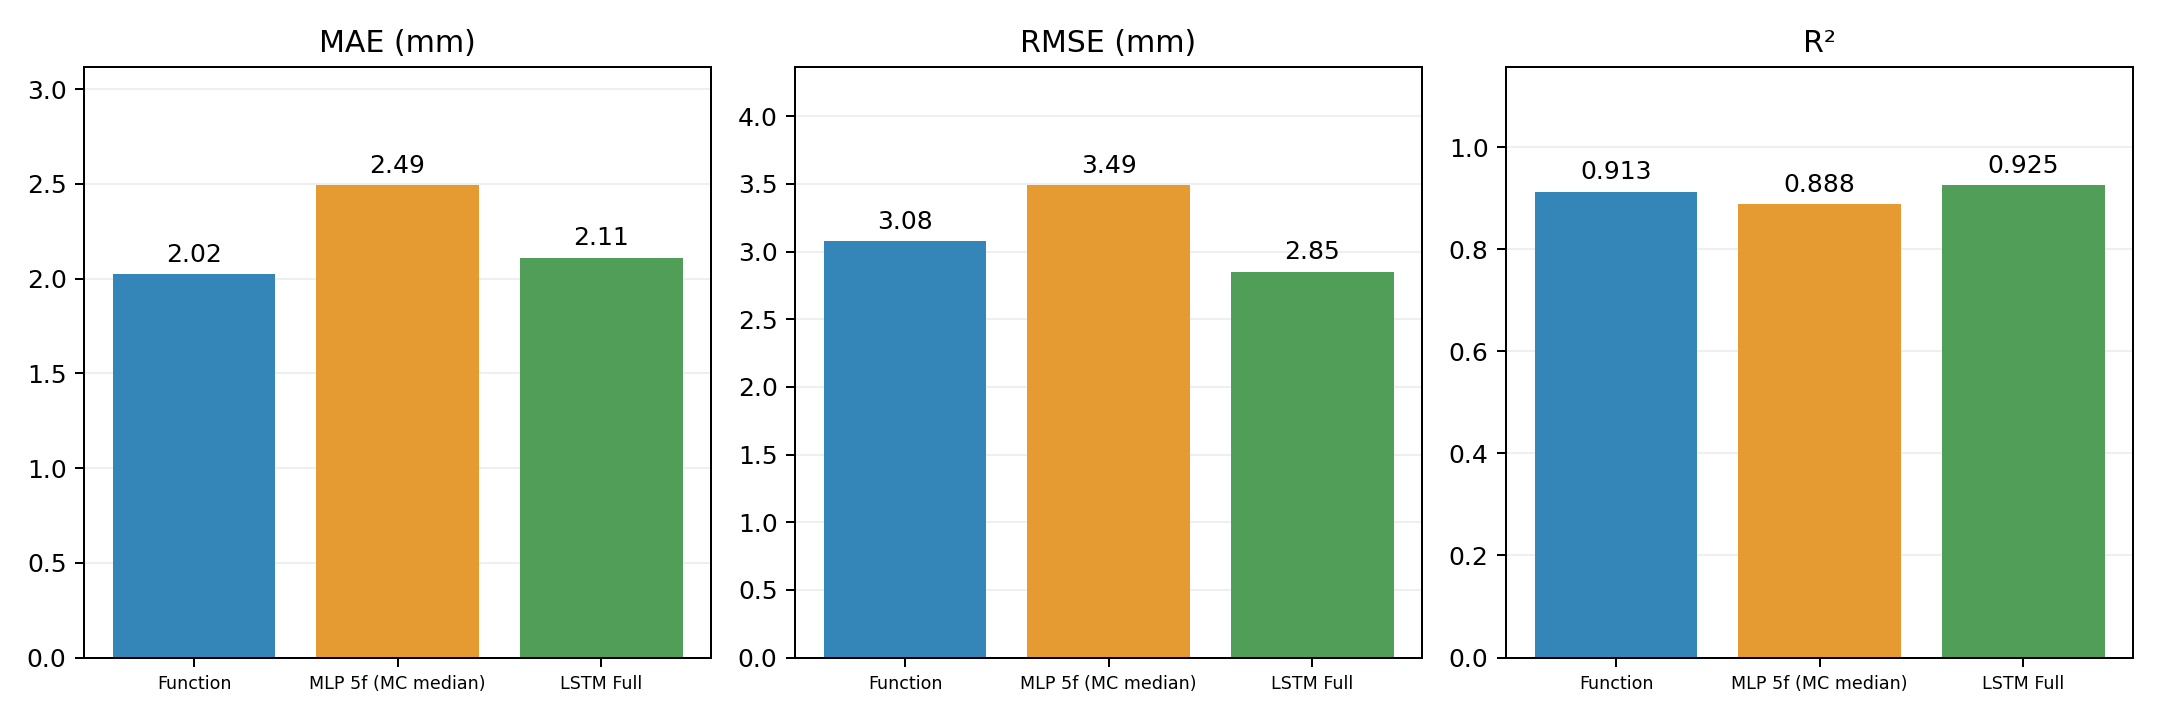 MAE (mm)
3.0
2.5
2.0
1.5
1.0
0.5
0.0
2.02
2.49
2.11
Function
MLP 5f (MC median)
LSTM Full
RMSE (mm)
4.0
3.5
3.0
2.5
2.0
1.5
1.0
0.5
0.0
3.08
3.49
2.85
Function
MLP 5f (MC median)
LSTM Full
R²
1.0
0.8
0.6
0.4
0.2
0.0
0.913
0.888
0.925
Function
MLP 5f (MC median)
LSTM Full